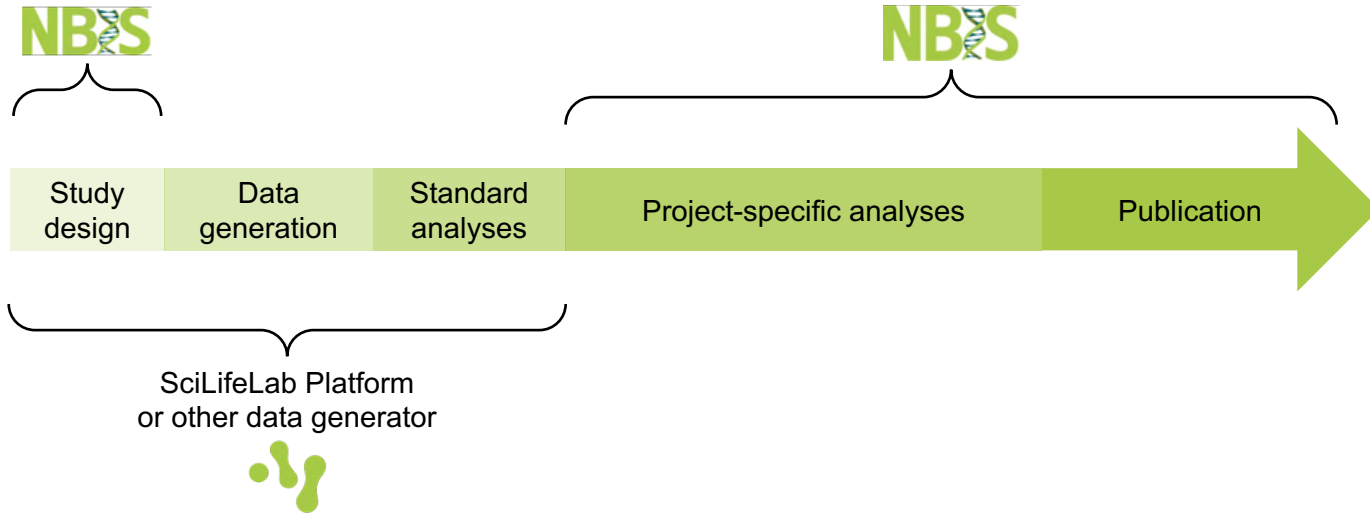 NBIS
NBIS
Study
design
Data
generation
Standard
analyses
Project-specific analyses
Publication
SciLifeLab Platform
or other data generator